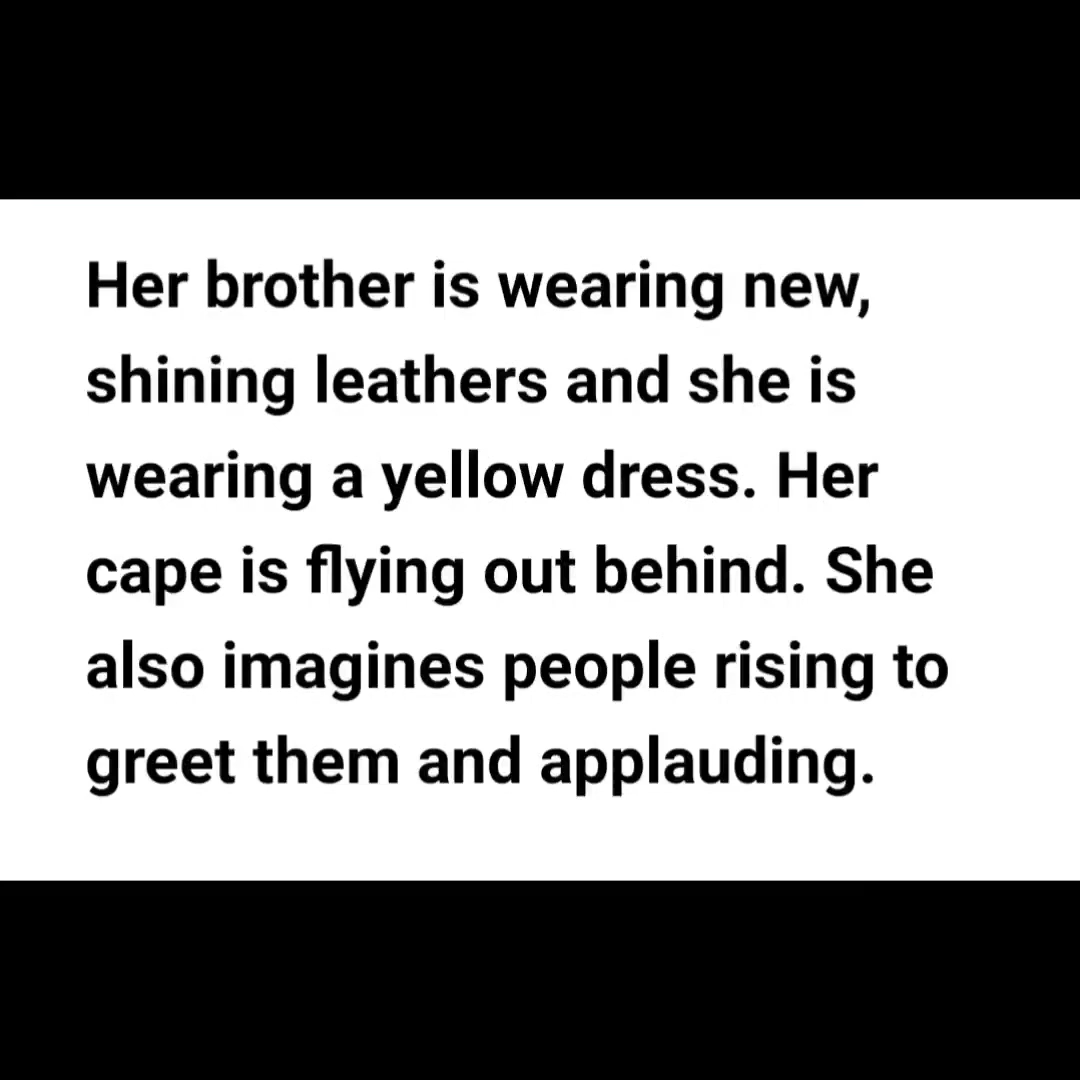 Her brother is wearing new,
shining leathers and she is
wearing a yellow dress. Her
cape is flying out behind. She
also imagines people rising to
greet them and applauding.